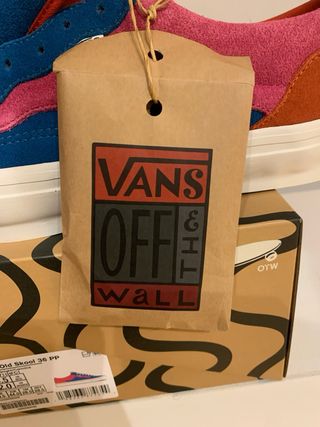 VANS
OFF
THE
WALL
OTW
Old Skool 36 PP